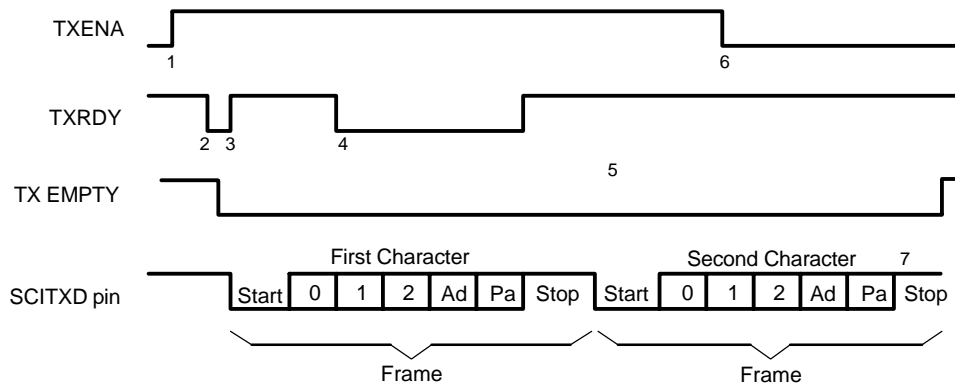 TXENA
1
6
TXRDY
2
3
4
5
TX EMPTY
First Character
Second Character
7
SCITXD pin
Start 0 1 2 Ad Pa Stop Start 0 1 2 Ad Pa Stop
Frame
Frame